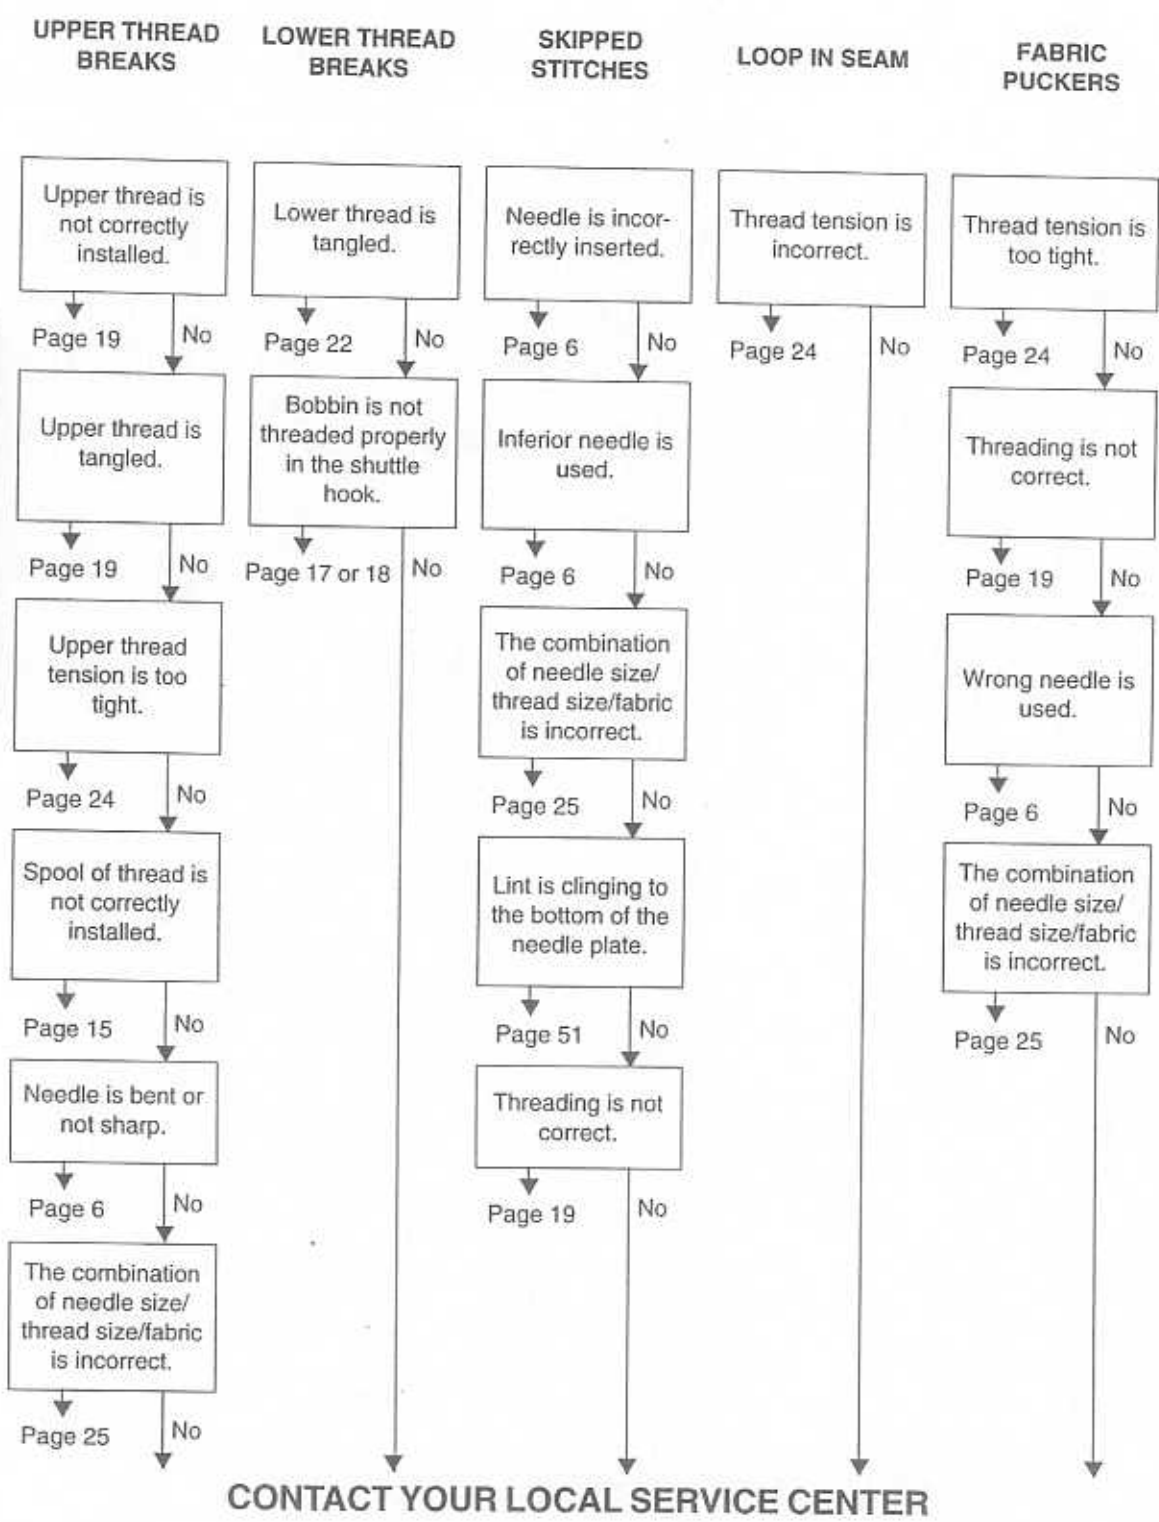 UPPER THREAD
BREAKS
Upper thread is
not correctly
installed.
Page 19
No
Upper thread is
tangled.
Page 19
No
Upper thread
tension is too
tight.
Page 24
No
Spool of thread is
not correctly
installed.
Page 15
No
Needle is bent or
not sharp.
Page 6
No
The combination
of needle size/
thread size/fabric
is incorrect.
Page 25
No
LOWER THREAD
BREAKS
Lower thread is
tangled.
Page 22
No
Bobbin is not
threaded properly
in the shuttle
hook.
Page 17 or 18
No
SKIPPED
STITCHES
Needle is incor-
rectly inserted.
Page 6
No
Inferior needle is
used.
Page 6
No
The combination
of needle size/
thread size/fabric
is incorrect.
Page 25
No
Lint is clinging to
the bottom of the
needle plate.
Page 51
No
Threading is not
correct.
Page 19
No
LOOP IN SEAM
Thread tension is
incorrect.
Page 24
No
FABRIC
PUCKERS
Thread tension is
too tight.
Page 24
No
Threading is not
correct.
Page 19
No
Wrong needle is
used.
Page 6
No
The combination
of needle size/
thread size/fabric
is incorrect.
Page 25
No
CONTACT YOUR LOCAL SERVICE CENTER